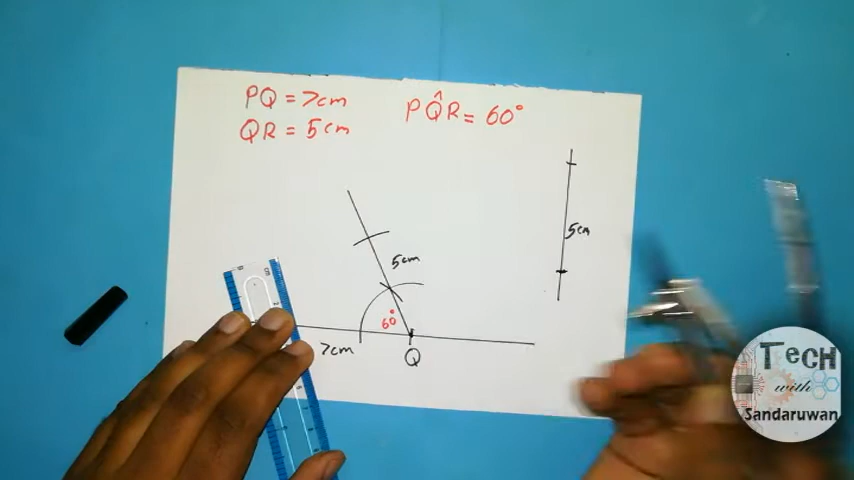 PQ = 7cm
QR = 5cm
PQ̂R = 60°
5cm
5cm
60°
7cm
Q
TecH
with
Sandaruwan